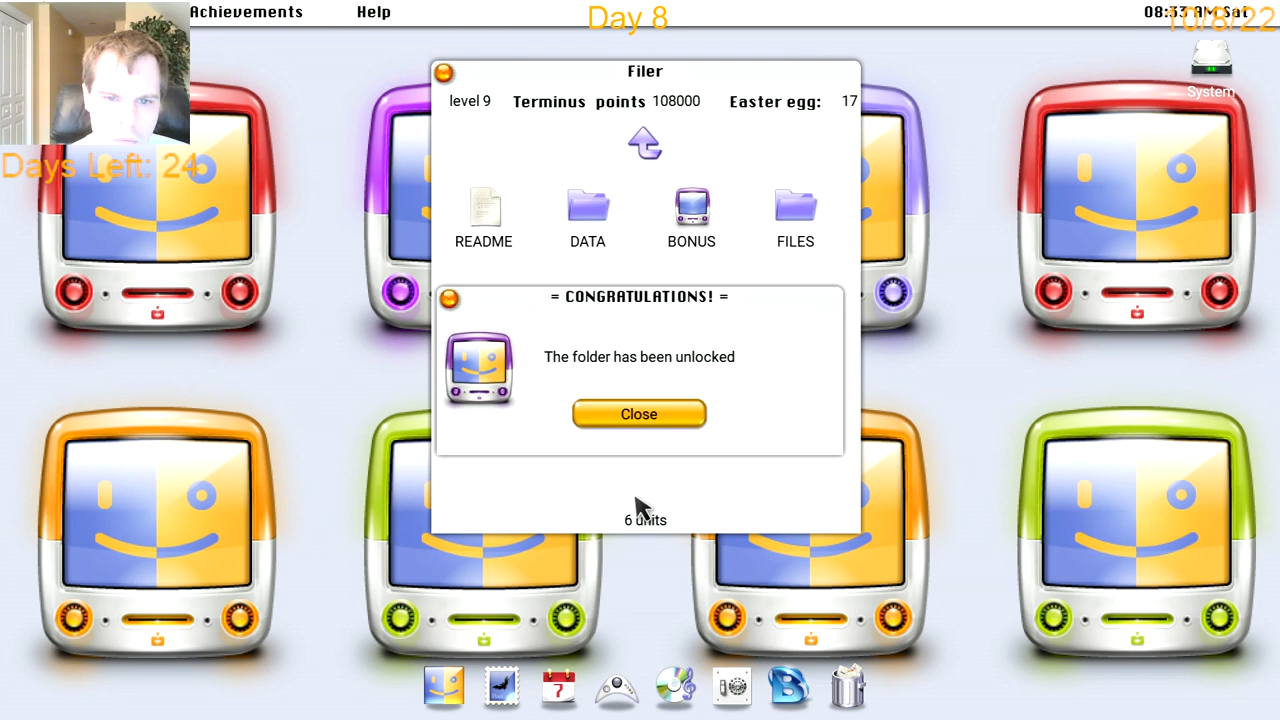 Achievements Help Day 8 08:33 AM Sat 10/8/22
System
Days Left: 24
Filer
level 9 Terminus points 108000 Easter egg: 17
README DATA BONUS FILES
= CONGRATULATIONS! =
The folder has been unlocked
Close
6 units
7